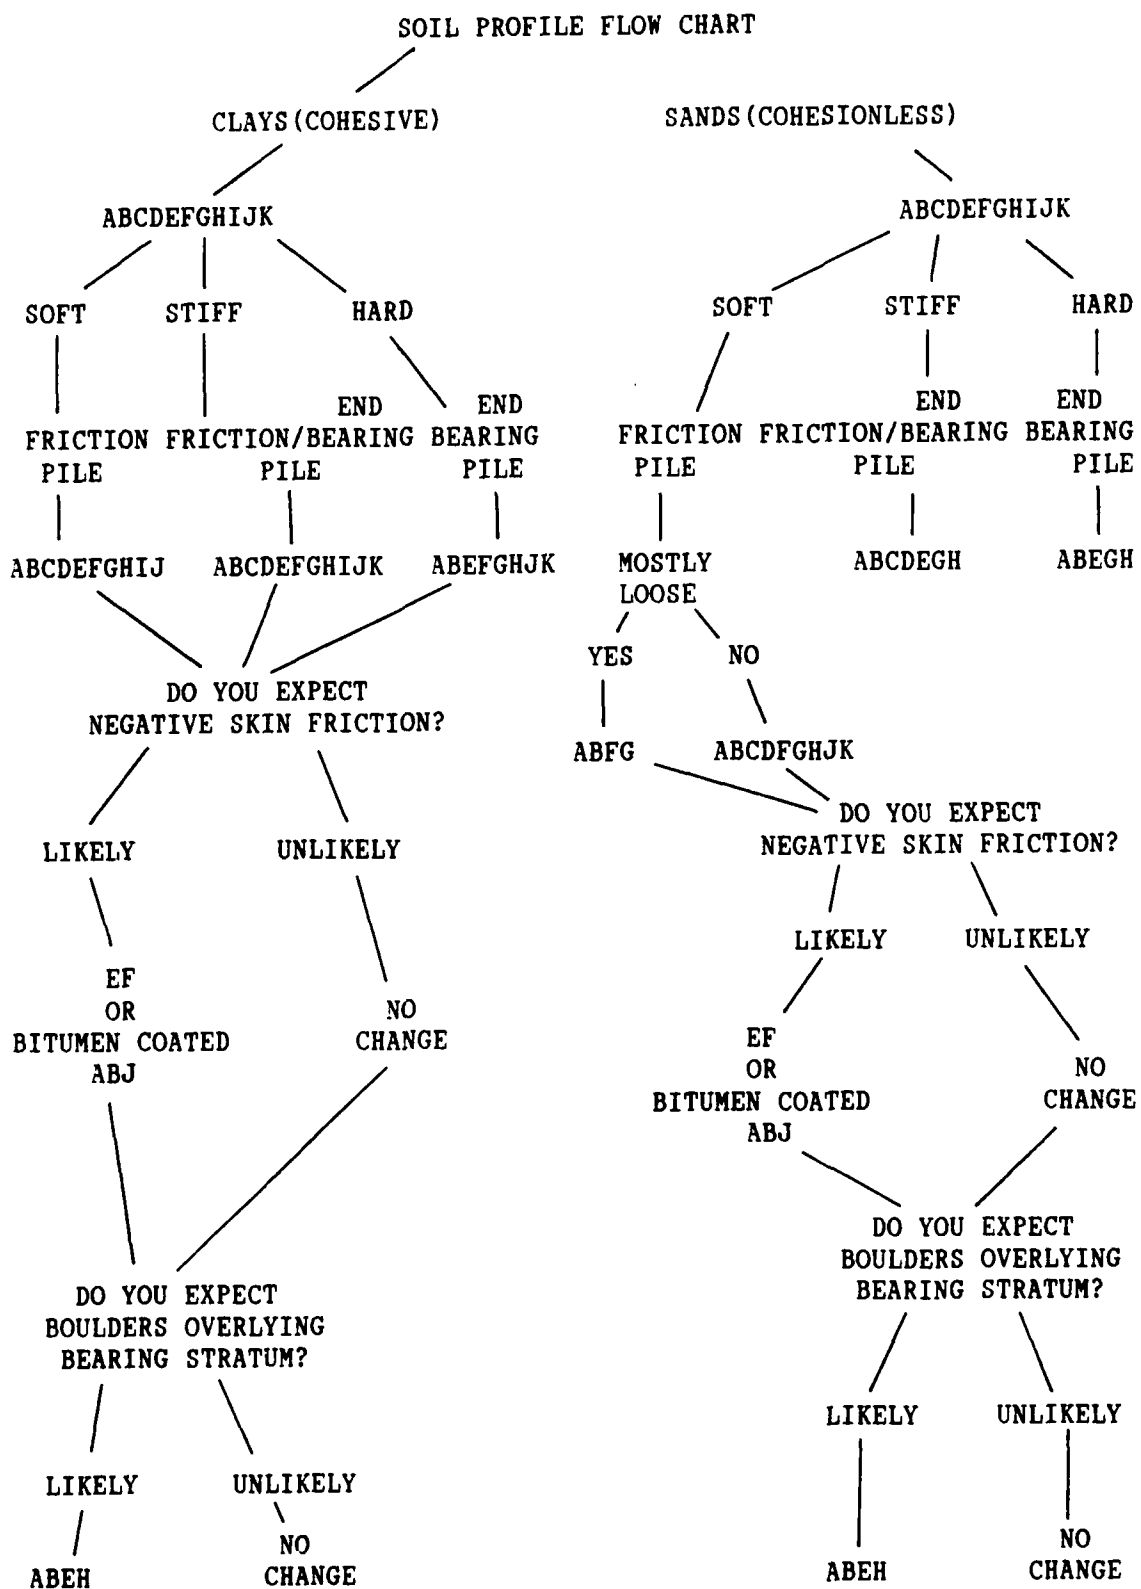 SOIL PROFILE FLOW CHART
CLAYS(COHESIVE)
ABCDEFGHIJK
SOFT STIFF HARD
END END
FRICTION FRICTION/BEARING BEARING
PILE PILE PILE
ABCDEFGHIJ ABCDEFGHIJK ABEFGHJK
DO YOU EXPECT
NEGATIVE SKIN FRICTION?
LIKELY UNLIKELY
EF
OR
BITUMEN COATED
ABJ
NO
CHANGE
DO YOU EXPECT
BOULDERS OVERLYING
BEARING STRATUM?
LIKELY UNLIKELY
ABEH
NO
CHANGE
SANDS(COHESIONLESS)
ABCDEFGHIJK
SOFT STIFF HARD
END END
FRICTION FRICTION/BEARING BEARING
PILE PILE PILE
MOSTLY
LOOSE
ABCDEGH ABEGH
YES NO
ABFG ABCDFGHJK
DO YOU EXPECT
NEGATIVE SKIN FRICTION?
LIKELY UNLIKELY
EF
OR
BITUMEN COATED
ABJ
NO
CHANGE
DO YOU EXPECT
BOULDERS OVERLYING
BEARING STRATUM?
LIKELY UNLIKELY
ABEH
NO
CHANGE